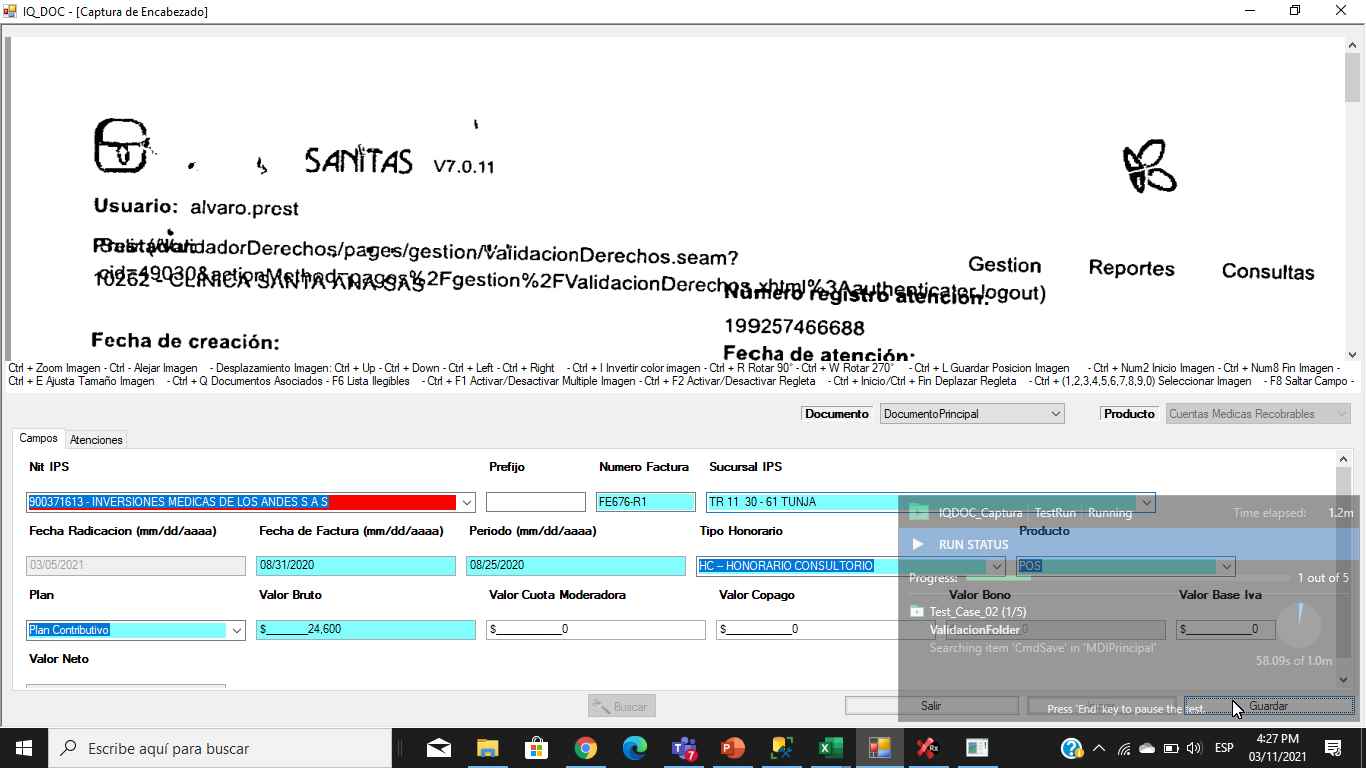 IQ_DOC - [Captura de Encabezado]
SANITAS V7.0.11
Usuario: alvaro.prest
(/ValidadorDerechos/pages/gestion/ValidacionDerechos.seam?
cid=49030&actionMethod=pages%2Fgestion%2FValidacionDerechos.xhtml%3Aauthenticator.logout)
10262 - CLINICA SANTA ANA SAS
Gestion Reportes Consultas
Numero registro atencion:
199257466688
Fecha de creación:
Fecha de atención:
Ctrl + Zoom Imagen - Ctrl - Alejar Imagen - Desplazamiento Imagen: Ctrl + Up - Ctrl + Down - Ctrl + Left - Ctrl + Right - Ctrl + I Invertir color imagen - Ctrl + R Rotar 90° - Ctrl + W Rotar 270° - Ctrl + L Guardar Posicion Imagen - Ctrl + Num2 Inicio Imagen - Ctrl + Num8 Fin Imagen -
Ctrl + E Ajusta Tamaño Imagen - Ctrl + Q Documentos Asociados - F6 Lista Ilegibles - Ctrl + F1 Activar/Desactivar Multiple Imagen - Ctrl + F2 Activar/Desactivar Regleta - Ctrl + Inicio/Ctrl + Fin Deplazar Regleta - Ctrl + (1,2,3,4,5,6,7,8,9,0) Seleccionar Imagen - F8 Saltar Campo -
Documento DocumentoPrincipal Producto Cuentas Medicas Recobrables
Campos Atenciones
Nit IPS Prefijo Numero Factura Sucursal IPS
900371613 - INVERSIONES MEDICAS DE LOS ANDES S A S FE676-R1 TR 11 30 - 61 TUNJA
IQDOC_Captura TestRun Running Time elapsed: 1.2m
Fecha Radicacion (mm/dd/aaaa) Fecha de Factura (mm/dd/aaaa) Periodo (mm/dd/aaaa) Tipo Honorario Producto
RUN STATUS
03/05/2021 08/31/2020 08/25/2020 HC – HONORARIO CONSULTORIO POS
Progress: 1 out of 5
Plan Valor Bruto Valor Cuota Moderadora Valor Copago Valor Bono Valor Base Iva
Test_Case_02 (1/5)
Plan Contributivo $_______24,600 $___________0 $___________0 0 $___________0
ValidacionFolder
Searching item 'CmdSave' in 'MDIPrincipal'
Valor Neto
58.09s of 1.0m
Buscar Salir Guardar
Press 'End' key to pause the test.
Escribe aquí para buscar
7
ESP
4:27 PM
03/11/2021